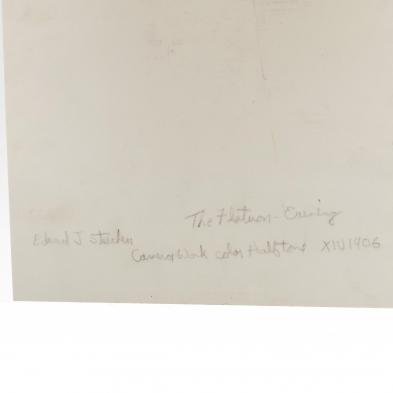 The Flatiron - Evening
Edward J Steichen
Camera Work color Halftone XIV 1906